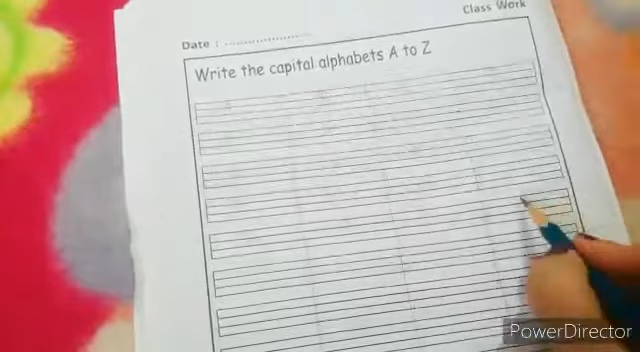 Class Work
Date : ......................
Write the capital alphabets A to Z
PowerDirector